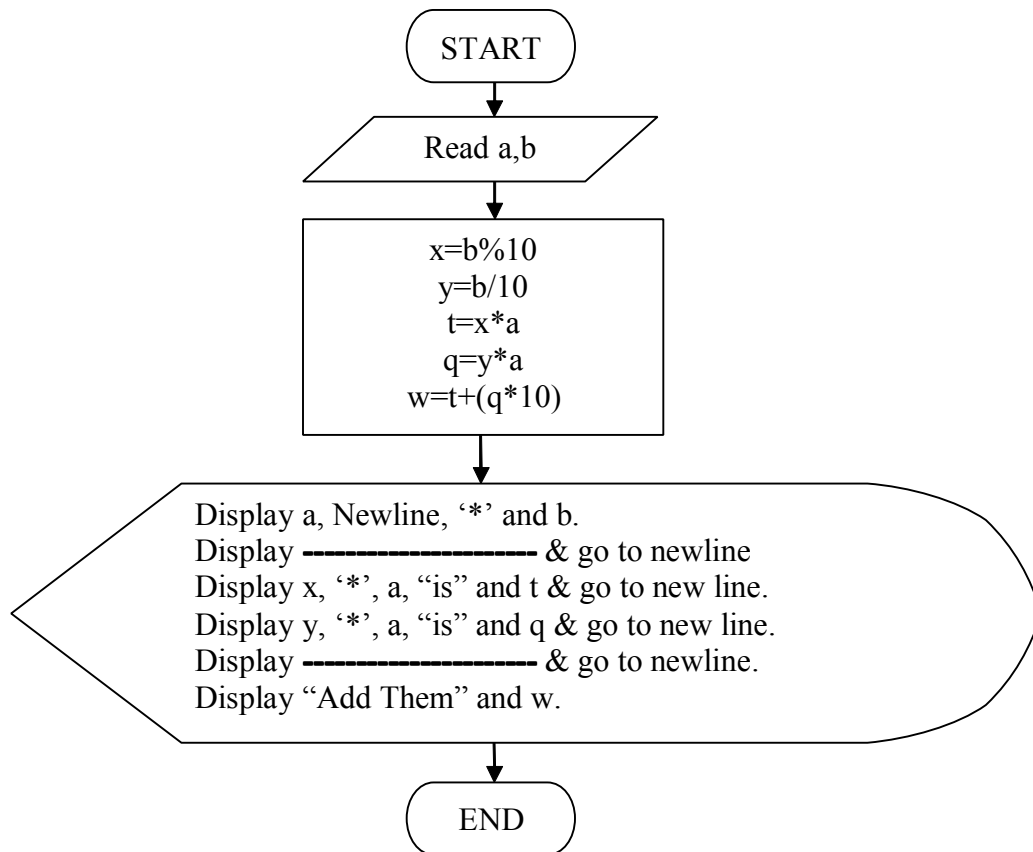 START
Read a,b
x=b%10
y=b/10
t=x*a
q=y*a
w=t+(q*10)
Display a, Newline, ‘*’ and b.
Display ---------------------- & go to newline
Display x, ‘*’, a, “is” and t & go to new line.
Display y, ‘*’, a, “is” and q & go to new line.
Display ---------------------- & go to newline.
Display “Add Them” and w.
END